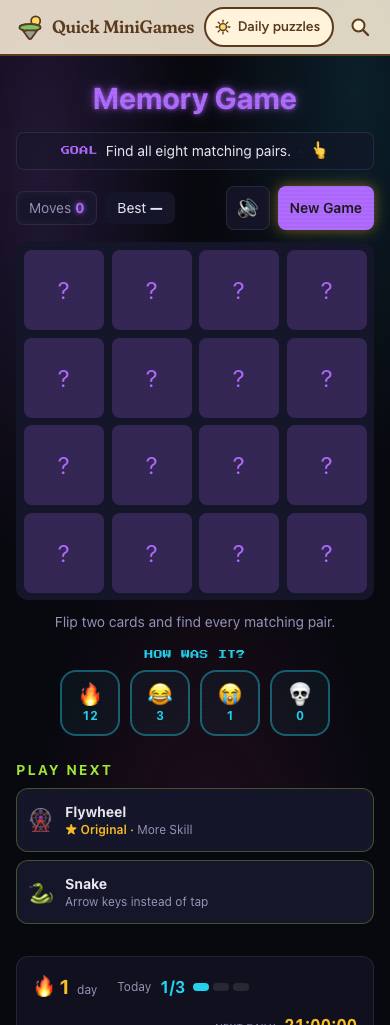 Quick MiniGames
Daily puzzles
Memory Game
GOAL Find all eight matching pairs.
Moves 0
Best —
New Game
? ? ? ?
? ? ? ?
? ? ? ?
? ? ? ?
Flip two cards and find every matching pair.
HOW WAS IT?
12 3 1 0
PLAY NEXT
Flywheel
Original · More Skill
Snake
Arrow keys instead of tap
1 day Today 1/3
21:00:00